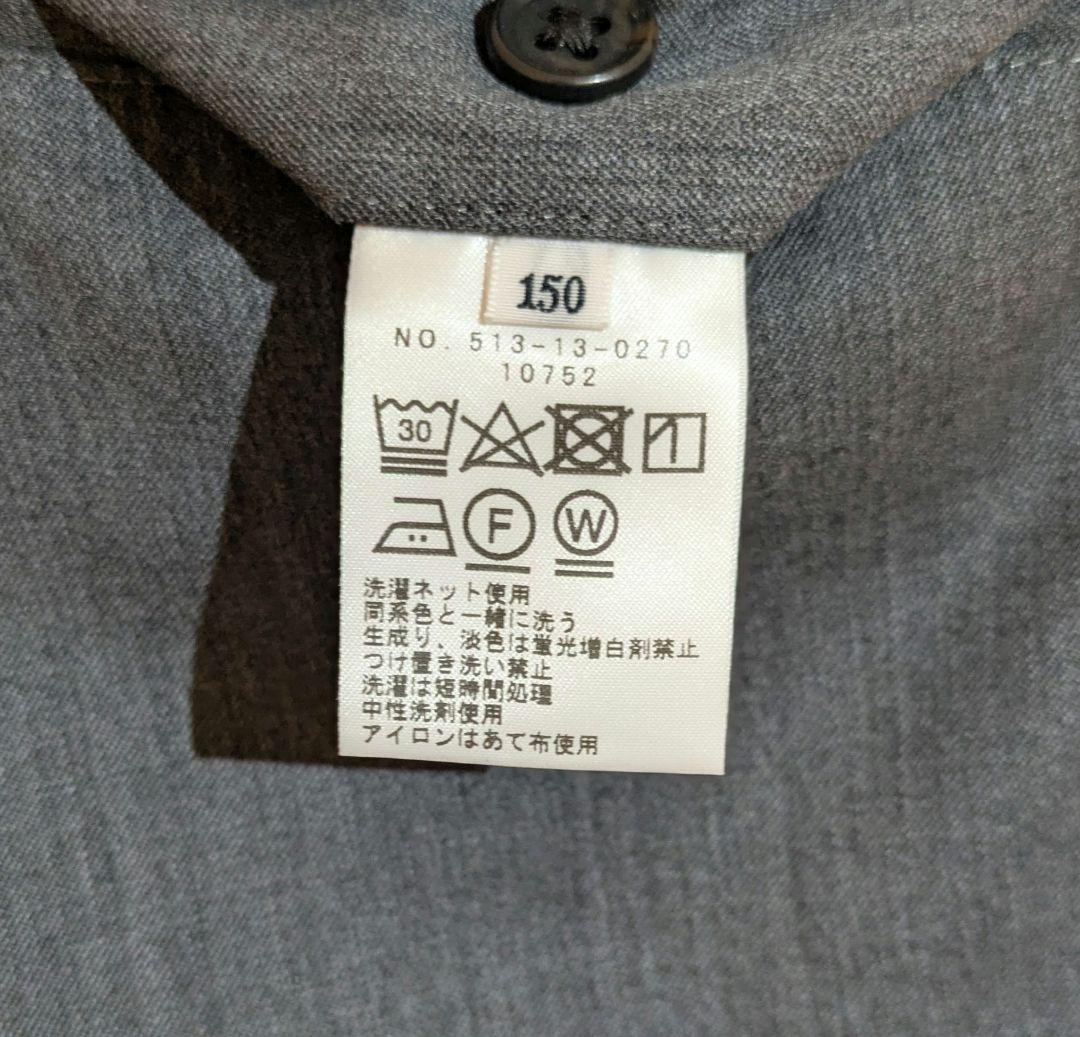 150
NO. 513-13-0270
10752
30
F W
洗濯ネット使用
同系色と一緒に洗う
生成り、淡色は蛍光増白剤禁止
つけ置き洗い禁止
洗濯は短時間処理
中性洗剤使用
アイロンはあて布使用